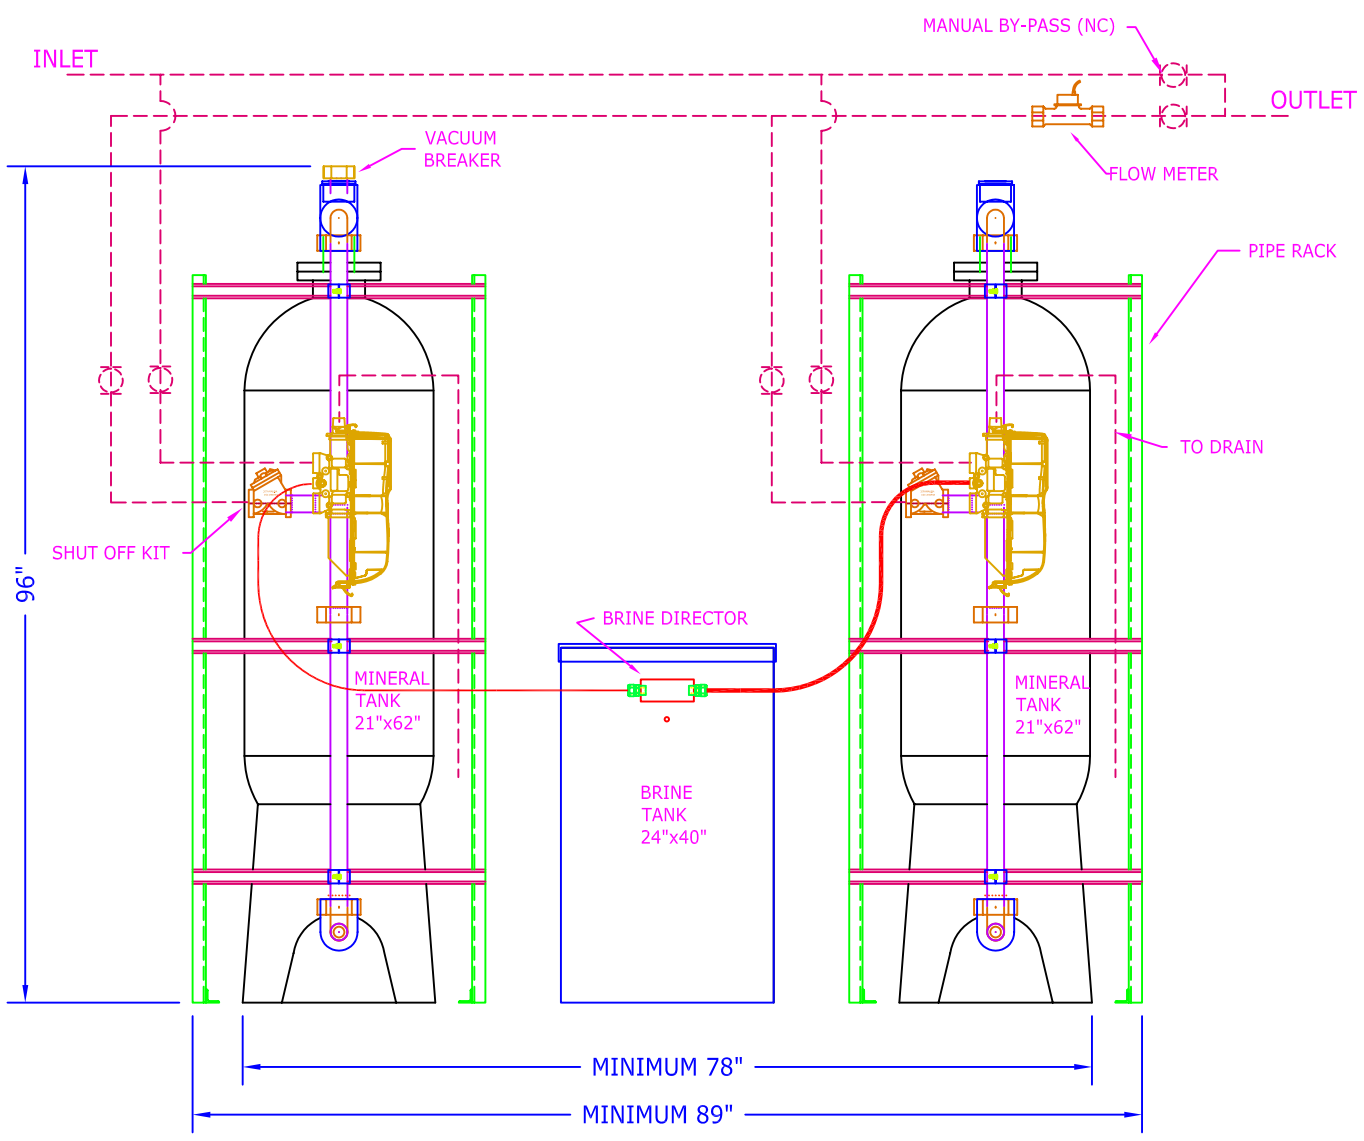 MANUAL BY-PASS (NC)
INLET
OUTLET
VACUUM
BREAKER
FLOW METER
PIPE RACK
TO DRAIN
SHUT OFF KIT
96"
BRINE DIRECTOR
MINERAL
TANK
21"x62"
MINERAL
TANK
21"x62"
BRINE
TANK
24"x40"
MINIMUM 78"
MINIMUM 89"